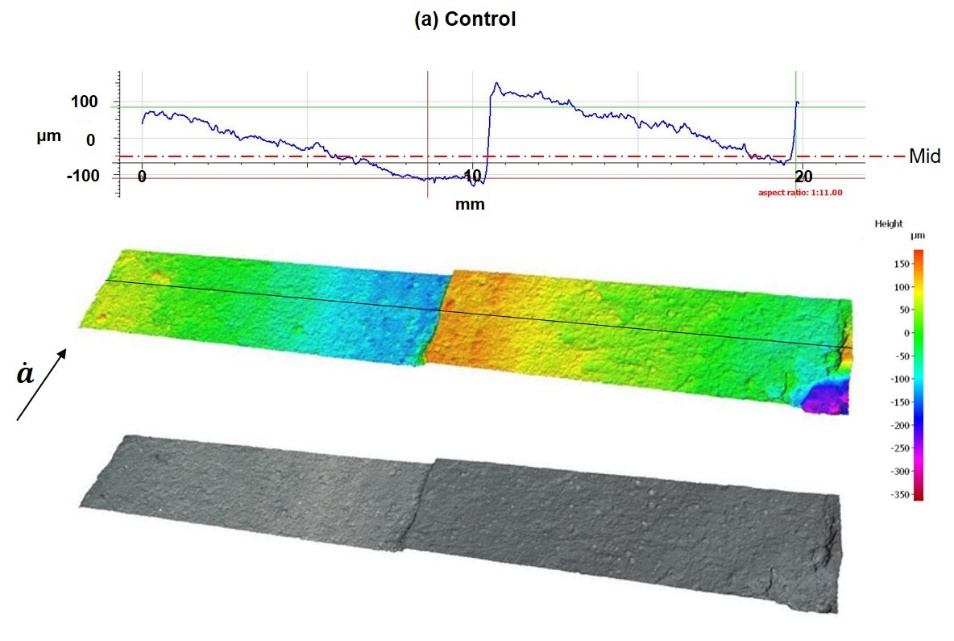 (a) Control
100
μm
0
-100
Mid
0
10
20
mm
aspect ratio: 1:11.00
Height
μm
150
100
50
0
-50
-100
-150
-200
-250
-300
-350
ȧ